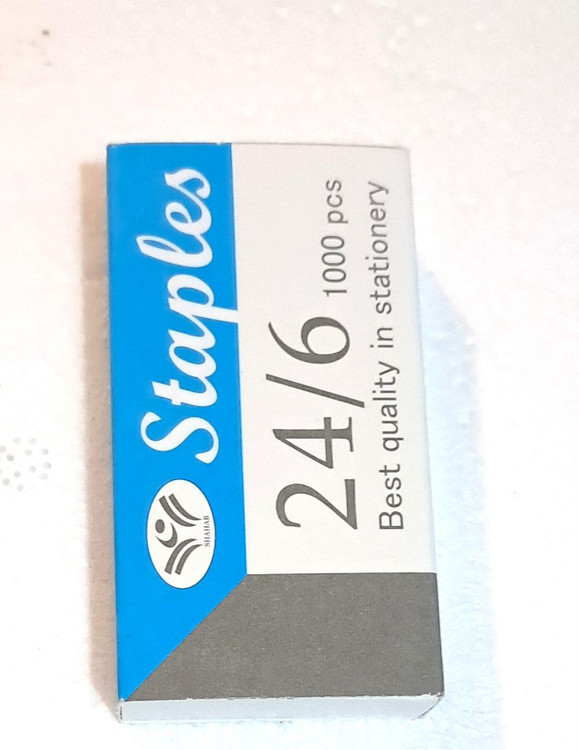 SHAHAB
Staples
24/6 1000 pcs
Best quality in stationery